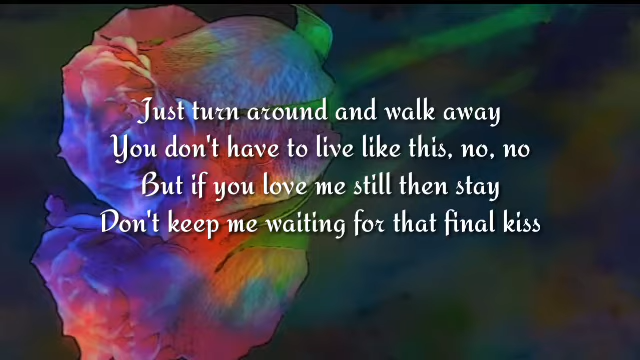 Just turn around and walk away
You don't have to live like this, no, no
But if you love me still then stay
Don't keep me waiting for that final kiss